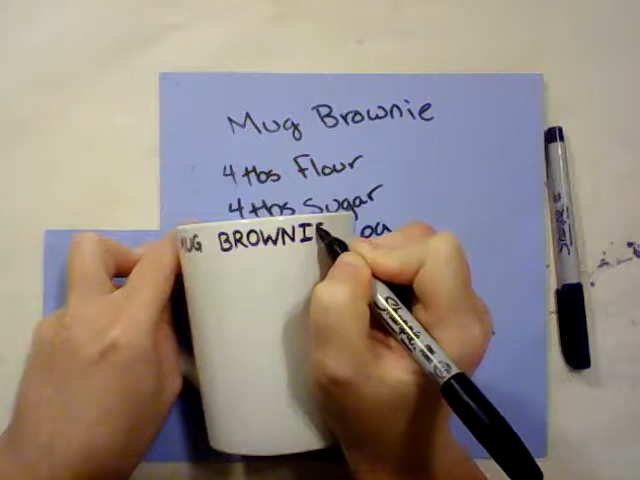 Mug Brownie
4 tbs Flour
4 tbs Sugar
MUG BROWNIE
Sharpie
Sharpie